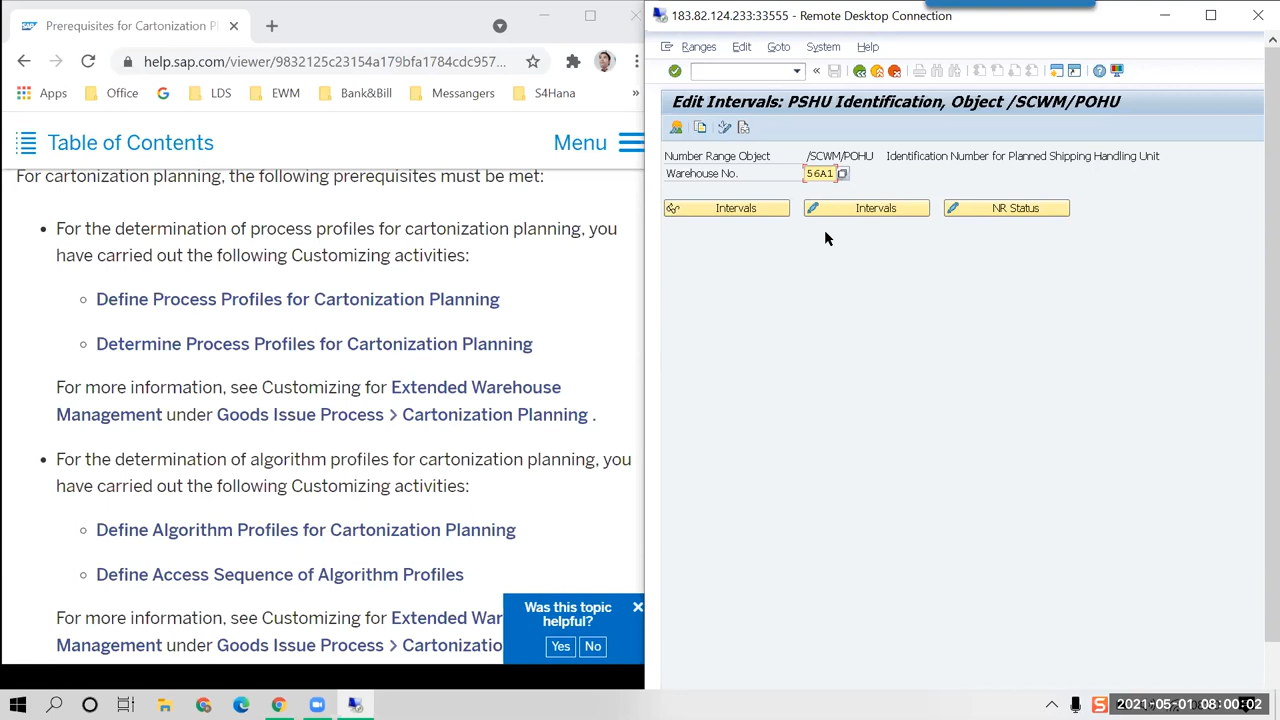 Prerequisites for Cartonization P
help.sap.com/viewer/9832125c23154a179bfa1784cdc957...
Apps Office LDS EWM Bank&Bill Messangers S4Hana »
Table of Contents
Menu
For cartonization planning, the following prerequisites must be met:
• For the determination of process profiles for cartonization planning, you
have carried out the following Customizing activities:
Define Process Profiles for Cartonization Planning
Determine Process Profiles for Cartonization Planning
For more information, see Customizing for Extended Warehouse
Management under Goods Issue Process > Cartonization Planning .
• For the determination of algorithm profiles for cartonization planning, you
have carried out the following Customizing activities:
Define Algorithm Profiles for Cartonization Planning
Define Access Sequence of Algorithm Profiles
For more information, see Customizing for Extended War
Management under Goods Issue Process > Cartonizatio
Was this topic
helpful?
Yes No
183.82.124.233:33555 - Remote Desktop Connection
Ranges Edit Goto System Help
Edit Intervals: PSHU Identification, Object /SCWM/POHU
Number Range Object /SCWM/POHU Identification Number for Planned Shipping Handling Unit
Warehouse No. 56A1
Intervals Intervals NR Status
2021-05-01 08:00:02